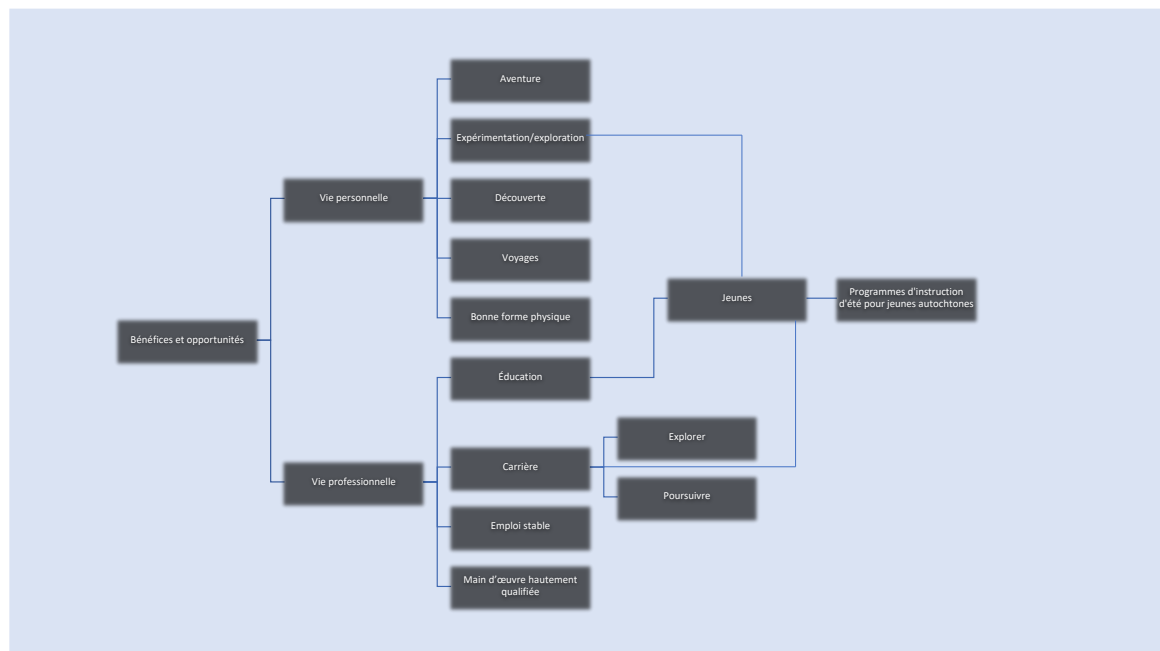 Aventure
Expérimentation/exploration
Vie personnelle
Découverte
Voyages
Jeunes
Programmes d'instruction
d'été pour jeunes autochtones
Bonne forme physique
Bénéfices et opportunités
Éducation
Explorer
Carrière
Vie professionnelle
Poursuivre
Emploi stable
Main d'œuvre hautement
qualifiée